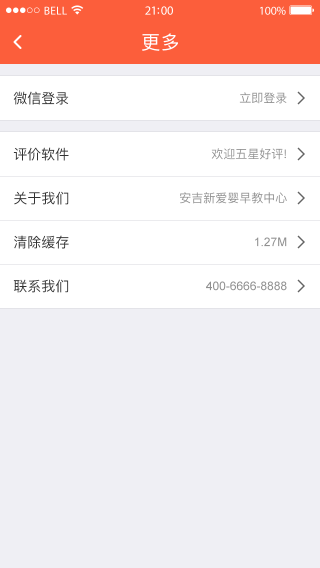 BELL 21:00 100%
更多
微信登录 立即登录
评价软件 欢迎五星好评!
关于我们 安吉新爱婴早教中心
清除缓存 1.27M
联系我们 400-6666-8888